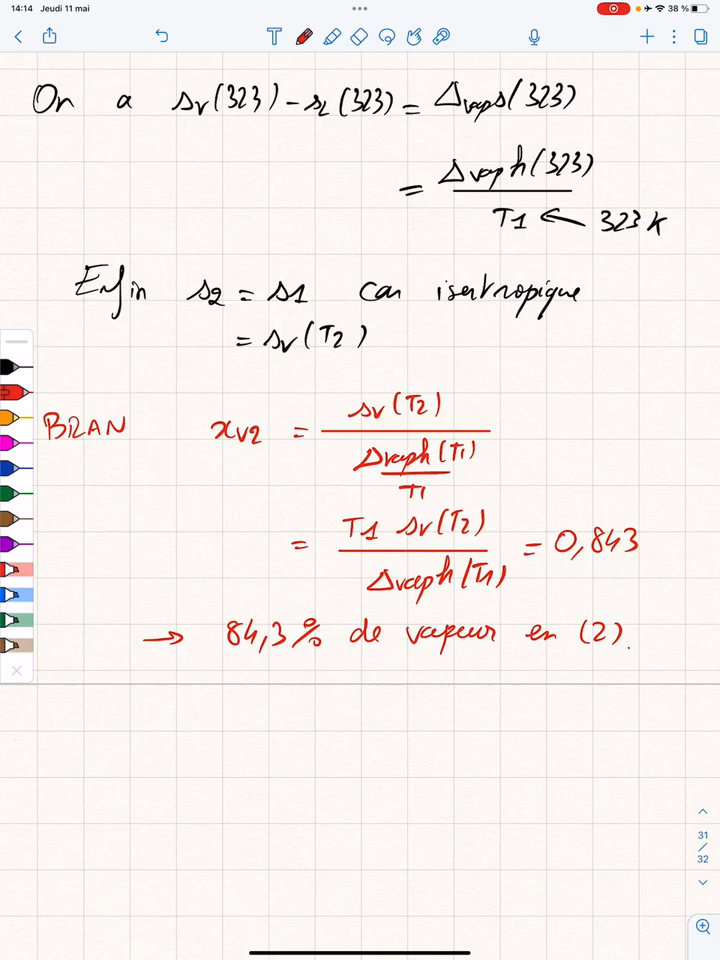 14:14 Jeudi 11 mai
38 %
On a sv(323) - sl(323) = Δvaps(323)
= Δvaph(323) / T1 ← 323 K
Enfin s2 = s1 car isentropique
= sv(T2)
BRAN xv2 = sv(T2) / (Δvaph(T1) / T1)
= T1 sv(T2) / Δvaph(T1) = 0,843
→ 84,3% de vapeur en (2).
31
/
32